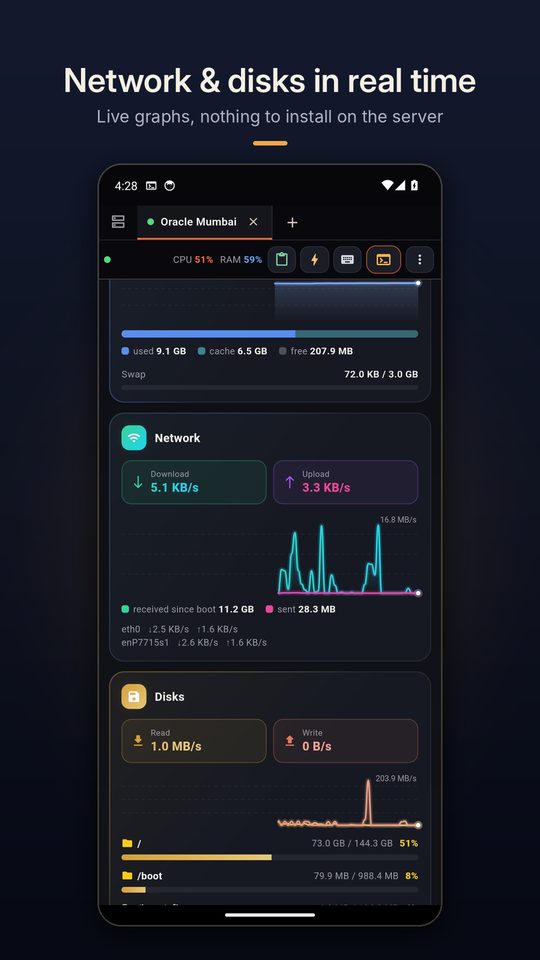 Network & disks in real time
Live graphs, nothing to install on the server
4:28
Oracle Mumbai
CPU 51% RAM 59%
used 9.1 GB cache 6.5 GB free 207.9 MB
Swap 72.0 KB / 3.0 GB
Network
Download Upload
5.1 KB/s 3.3 KB/s
16.8 MB/s
received since boot 11.2 GB sent 28.3 MB
eth0 ↓2.5 KB/s ↑1.6 KB/s
enP7715s1 ↓2.6 KB/s ↑1.6 KB/s
Disks
Read Write
1.0 MB/s 0 B/s
203.9 MB/s
/ 73.0 GB / 144.3 GB 51%
/boot 79.9 MB / 988.4 MB 8%